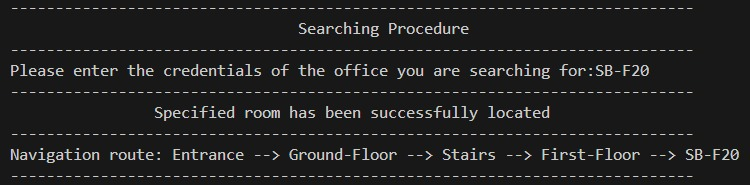 ---------------------------------------------------------------------------
Searching Procedure
---------------------------------------------------------------------------
Please enter the credentials of the office you are searching for:SB-F20
---------------------------------------------------------------------------
Specified room has been successfully located
---------------------------------------------------------------------------
Navigation route: Entrance --> Ground-Floor --> Stairs --> First-Floor --> SB-F20
---------------------------------------------------------------------------